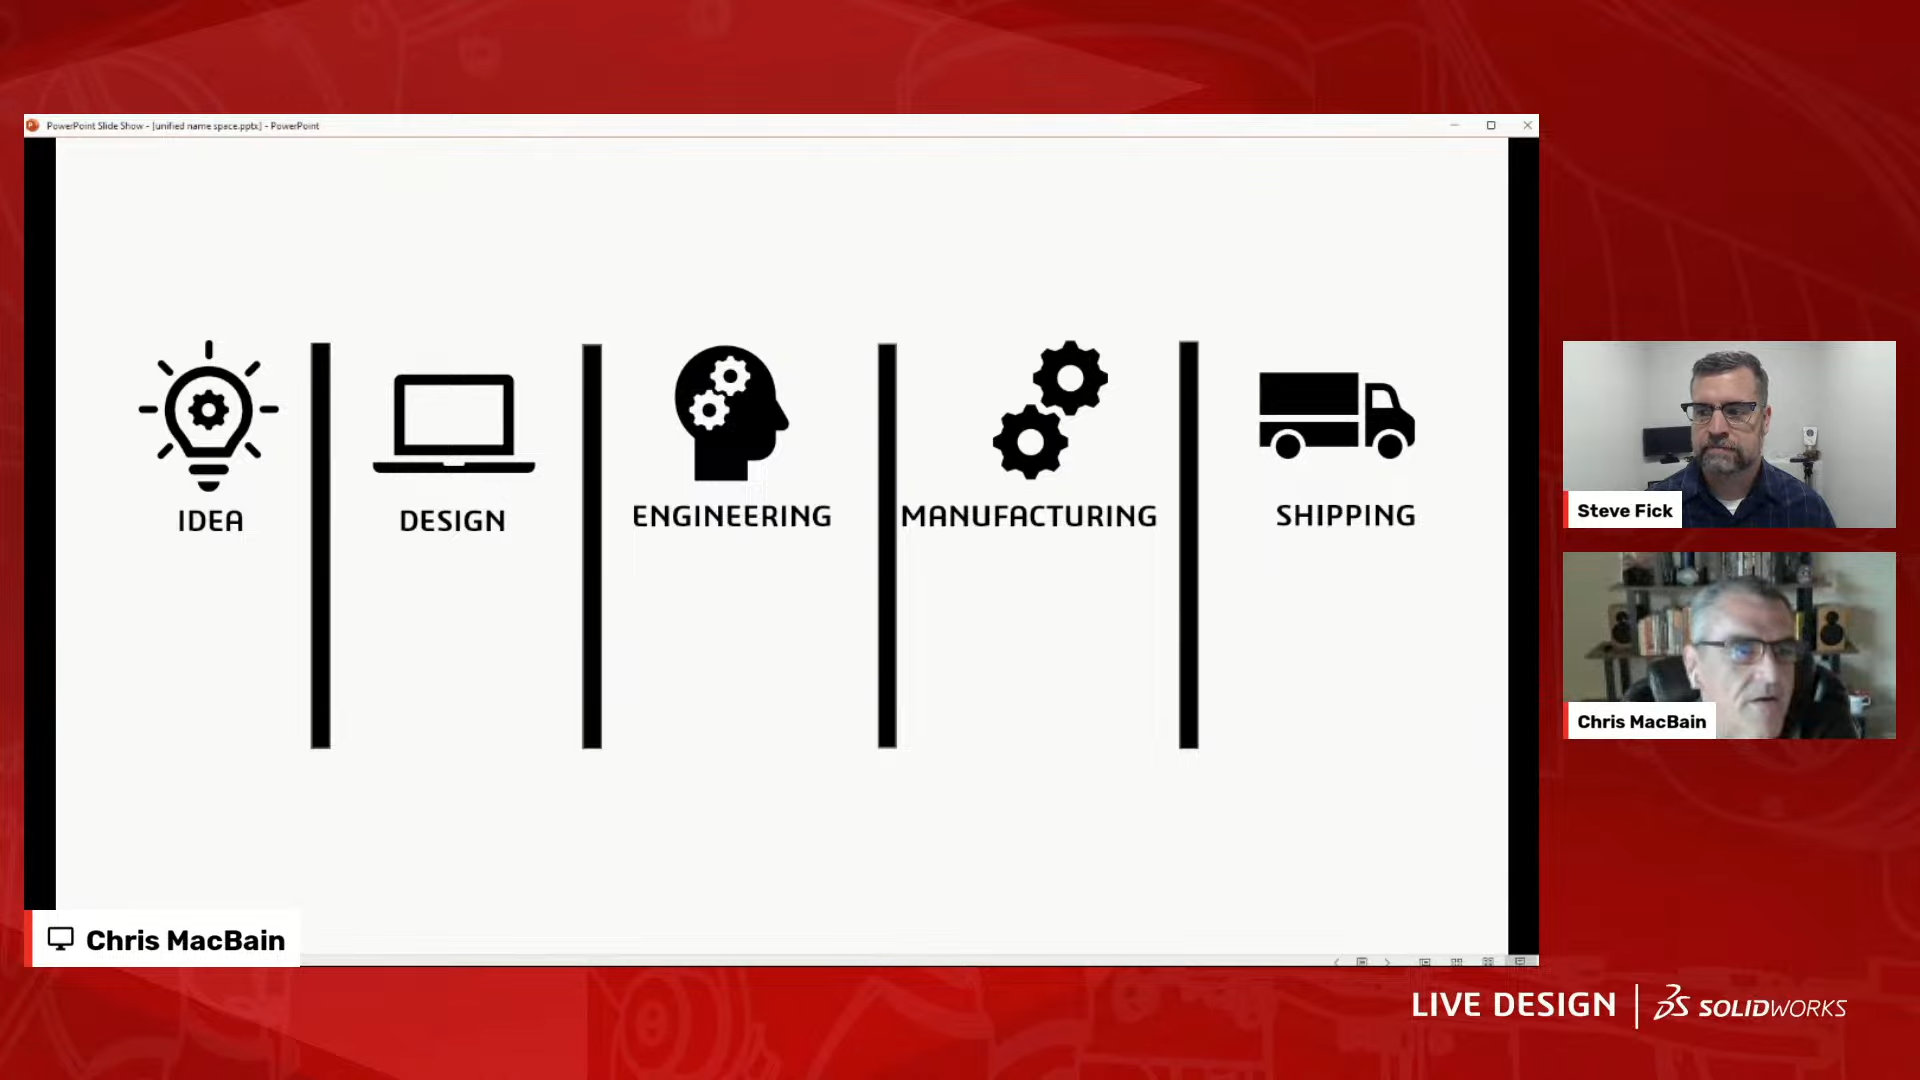 PowerPoint Slide Show - [unified name space.pptx] - PowerPoint
IDEA
DESIGN
ENGINEERING
MANUFACTURING
SHIPPING
Steve Fick
Chris MacBain
Chris MacBain
LIVE DESIGN
SOLIDWORKS